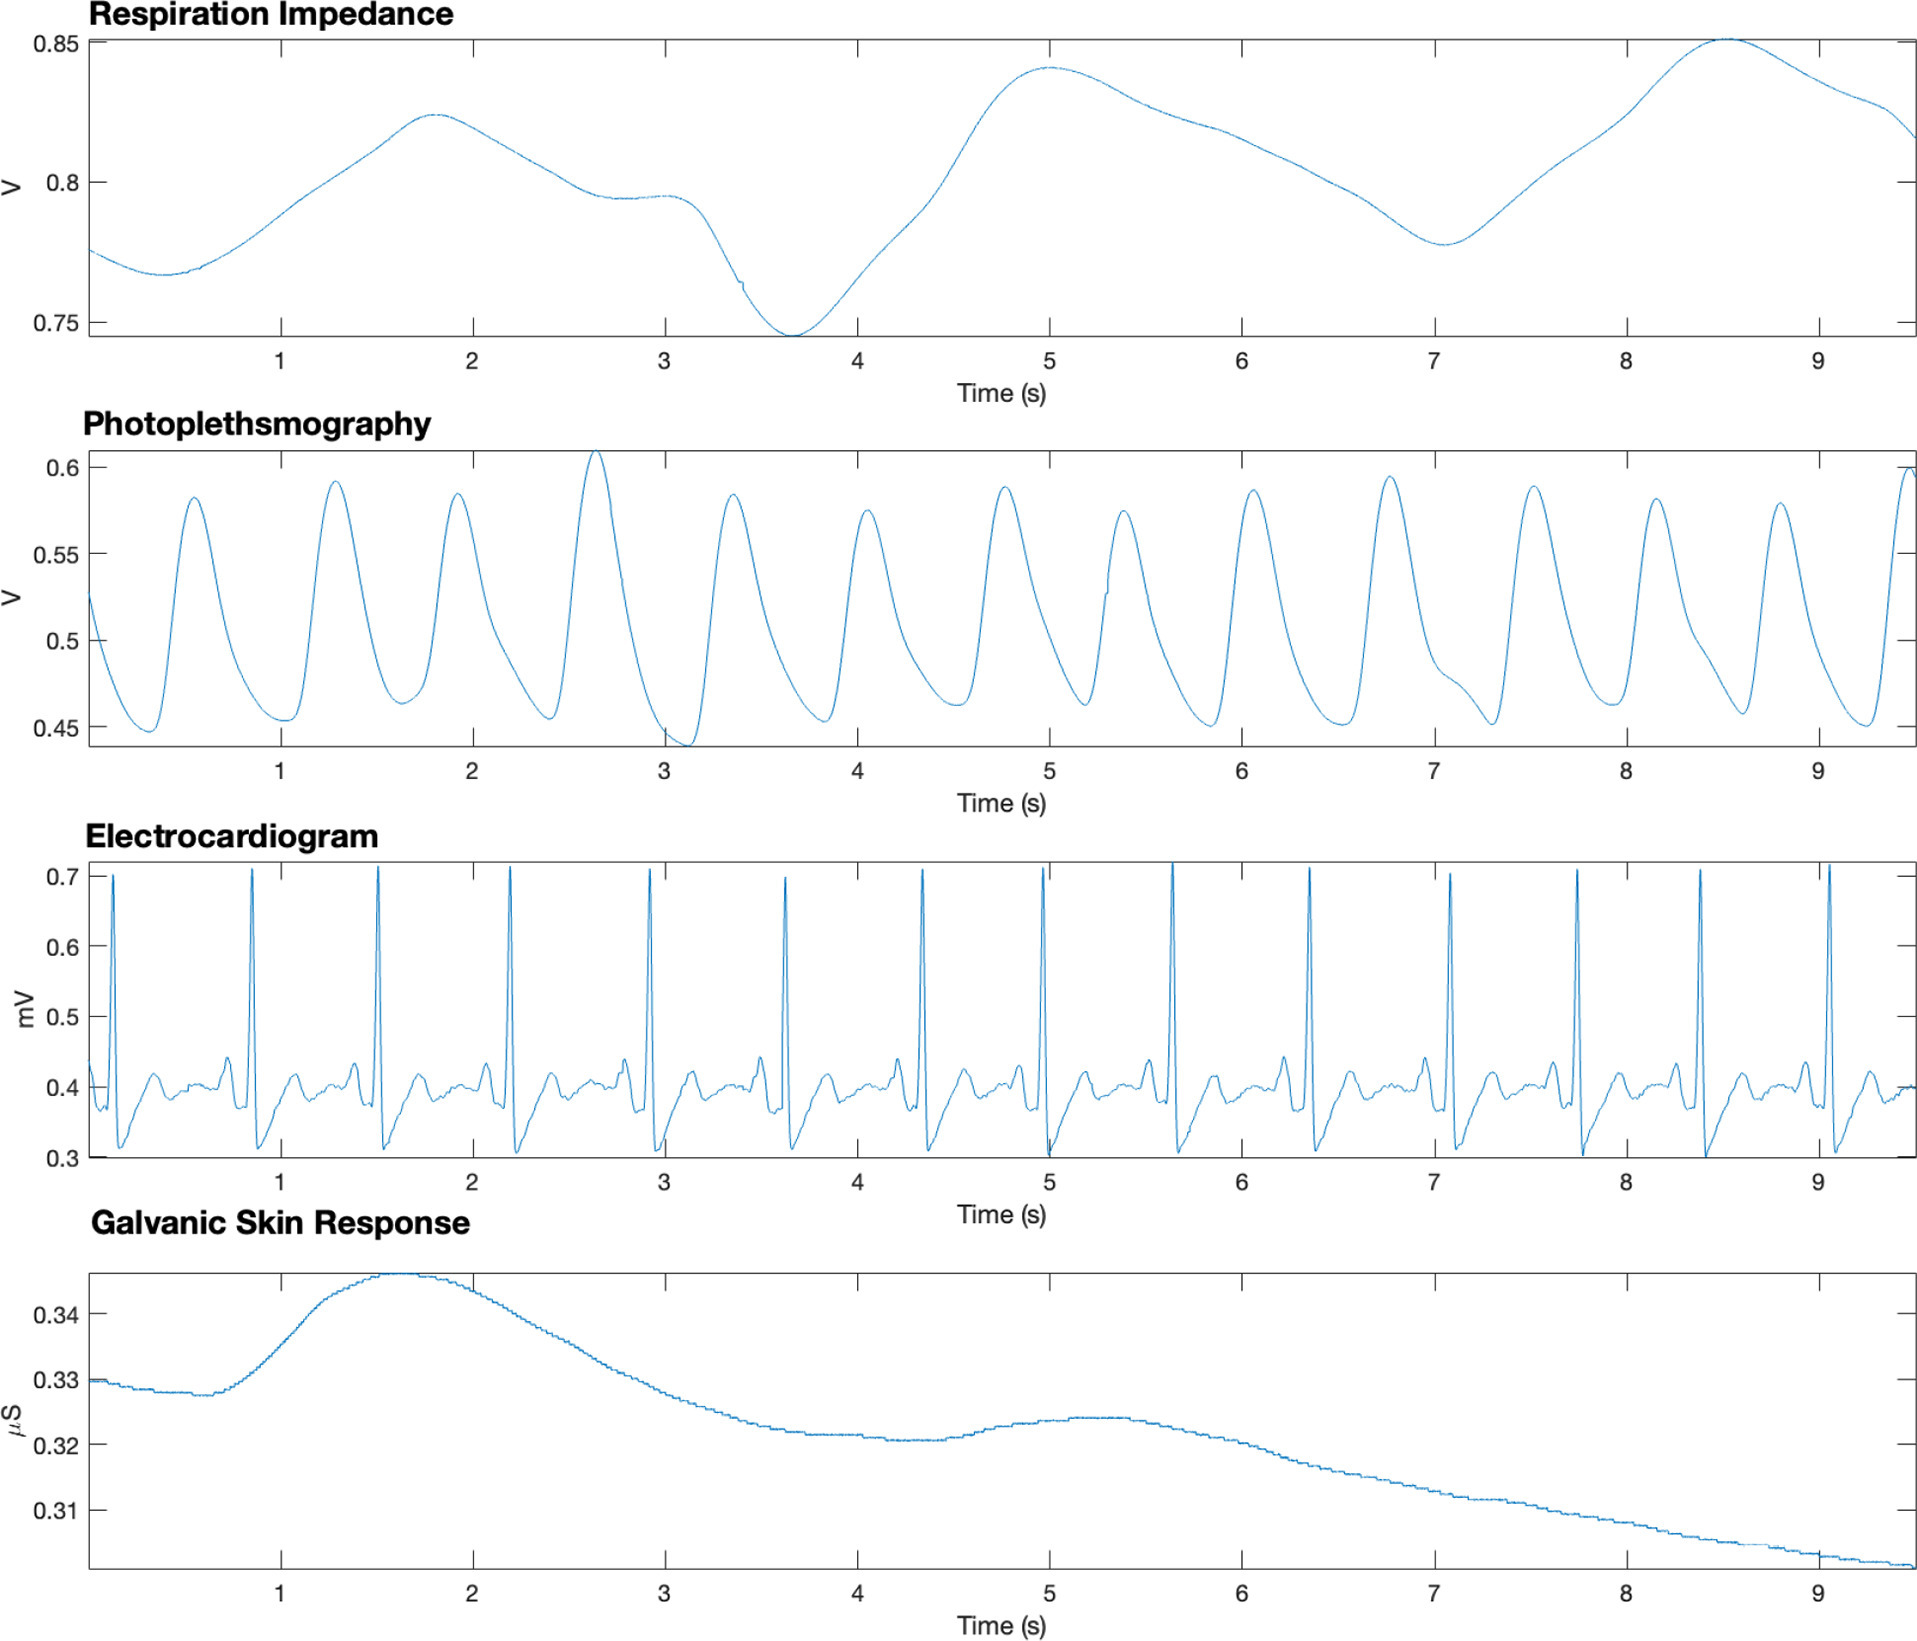 Respiration Impedance
0.85
0.8
0.75
V
1 2 3 4 5 6 7 8 9
Time (s)
Photoplethsmography
0.6
0.55
0.5
0.45
V
1 2 3 4 5 6 7 8 9
Time (s)
Electrocardiogram
0.7
0.6
0.5
0.4
0.3
mV
1 2 3 4 5 6 7 8 9
Time (s)
Galvanic Skin Response
0.34
0.33
0.32
0.31
μS
1 2 3 4 5 6 7 8 9
Time (s)